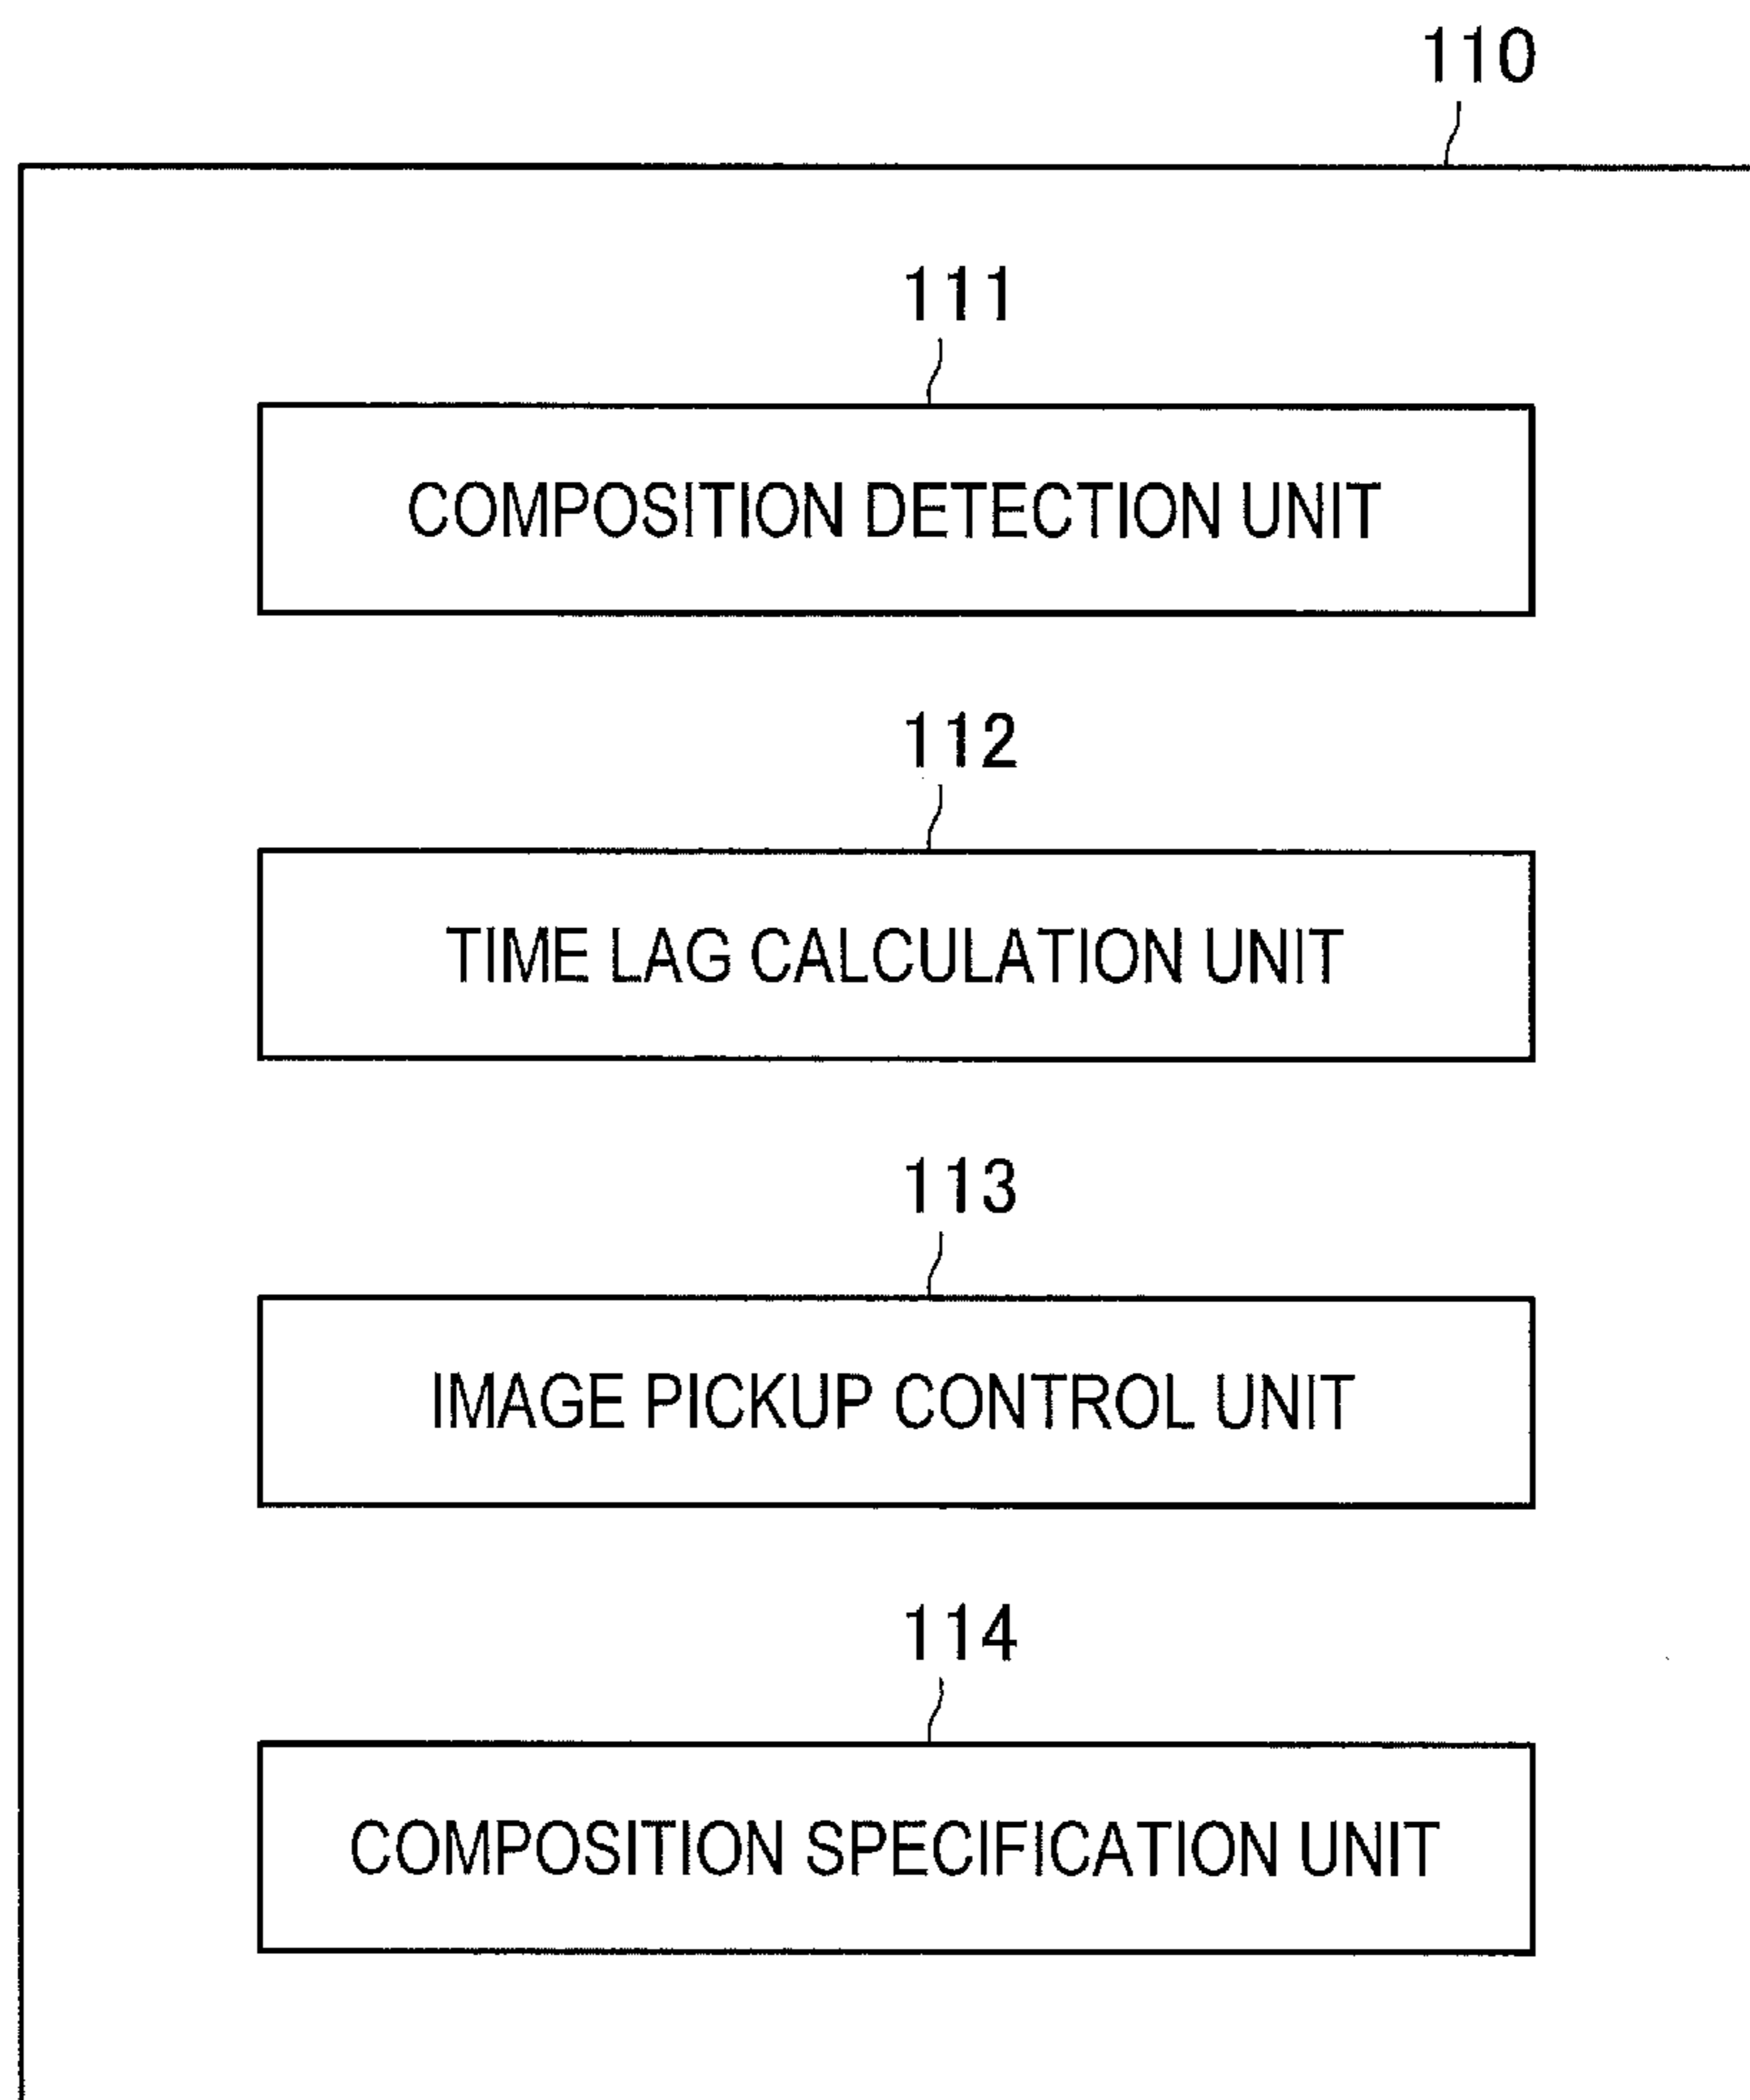 110
111
COMPOSITION DETECTION UNIT
112
TIME LAG CALCULATION UNIT
113
IMAGE PICKUP CONTROL UNIT
114
COMPOSITION SPECIFICATION UNIT